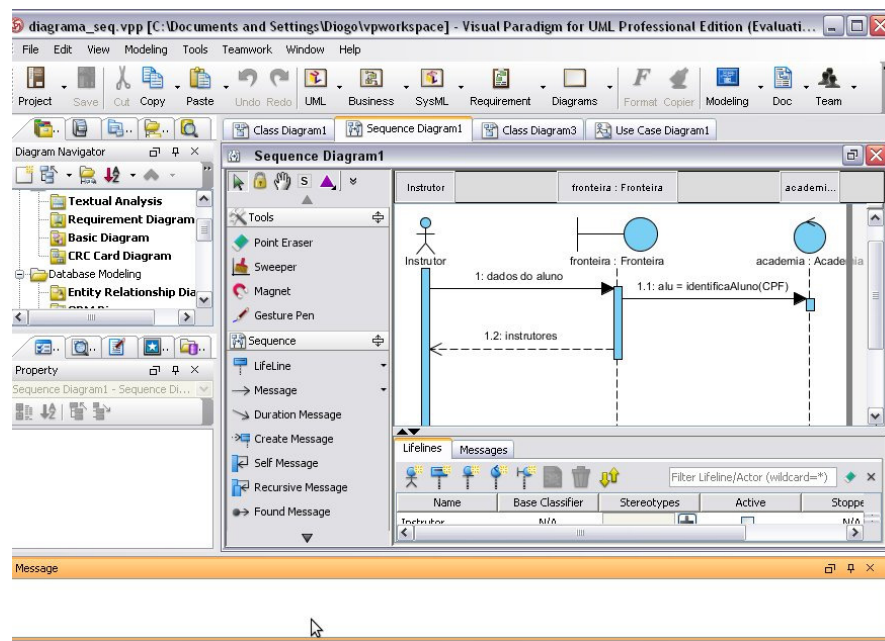 diagrama_seq.vpp [C:\Documents and Settings\Diogo\vpworkspace] - Visual Paradigm for UML Professional Edition (Evaluati...
File Edit View Modeling Tools Teamwork Window Help
Project Save Cut Copy Paste Undo Redo UML Business SysML Requirement Diagrams Format Copier Modeling Doc Team
Class Diagram1 Sequence Diagram1 Class Diagram3 Use Case Diagram1
Diagram Navigator
Textual Analysis
Requirement Diagram
Basic Diagram
CRC Card Diagram
Database Modeling
Entity Relationship Dia
Property
Sequence Diagram1 - Sequence Di...
Sequence Diagram1
S
Tools
Point Eraser
Sweeper
Magnet
Gesture Pen
Sequence
LifeLine
Message
Duration Message
Create Message
Self Message
Recursive Message
Found Message
Instrutor fronteira : Fronteira academi...
Instrutor fronteira : Fronteira academia : Academia
1: dados do aluno
1.1: alu = identificaAluno(CPF)
1.2: instrutores
Lifelines Messages
Filter Lifeline/Actor (wildcard=*)
Name Base Classifier Stereotypes Active Stoppe
Instrutor N/A N/A
Message